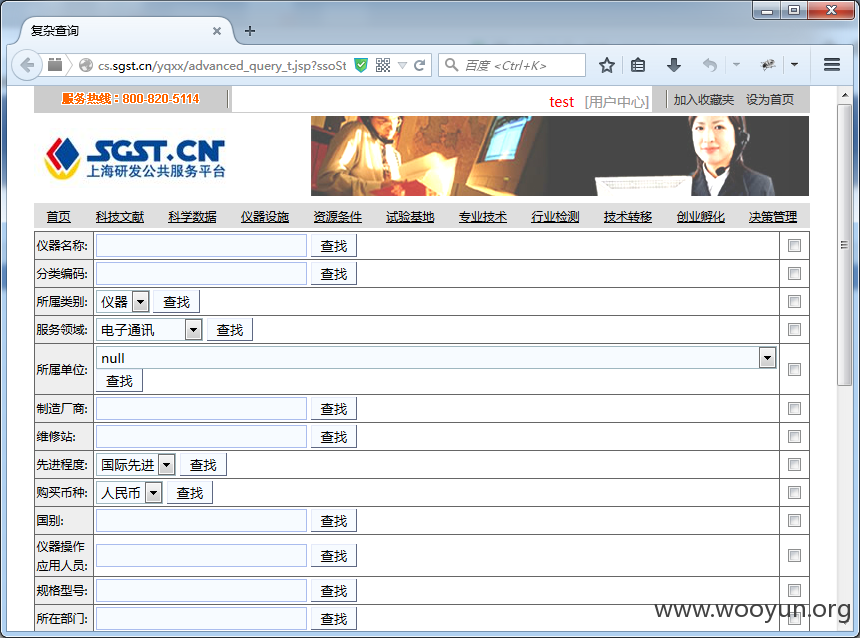 复杂查询
cs.sgst.cn/yqxx/advanced_query_t.jsp?ssoSt
百度 <Ctrl+K>
服务热线：800-820-5114
test [用户中心] 加入收藏夹 设为首页
SGST.CN
上海研发公共服务平台
首页 科技文献 科学数据 仪器设施 资源条件 试验基地 专业技术 行业检测 技术转移 创业孵化 决策管理
仪器名称: 查找
分类编码: 查找
所属类别: 仪器 查找
服务领域: 电子通讯 查找
所属单位: null
查找
制造厂商: 查找
维修站: 查找
先进程度: 国际先进 查找
购买币种: 人民币 查找
国别: 查找
仪器操作
应用人员: 查找
规格型号: 查找
所在部门: 查找
www.wooyun.org